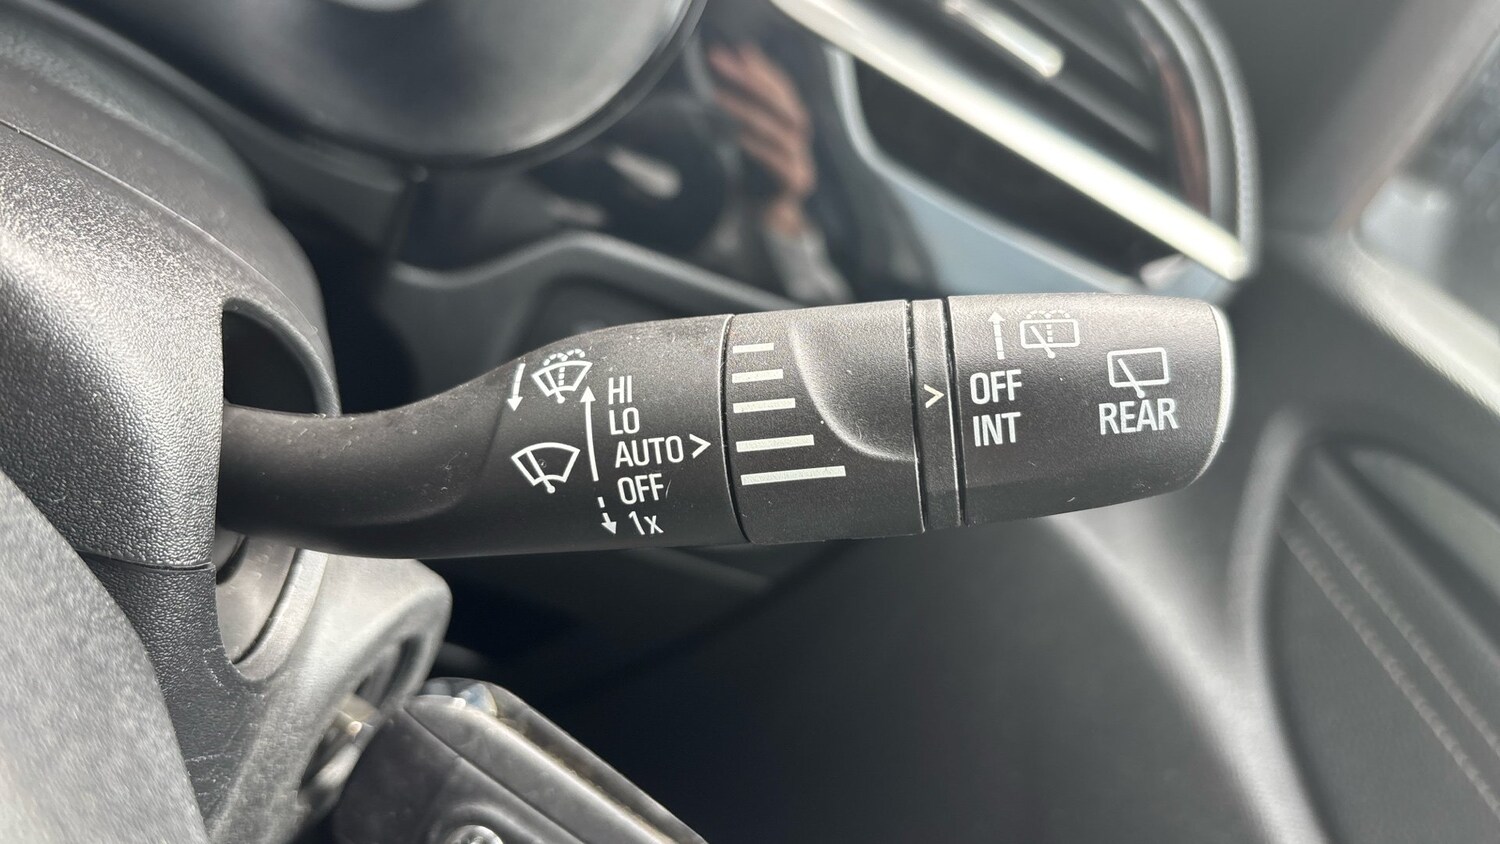 HI
LO
AUTO >
OFF
1x
>
OFF
INT
REAR